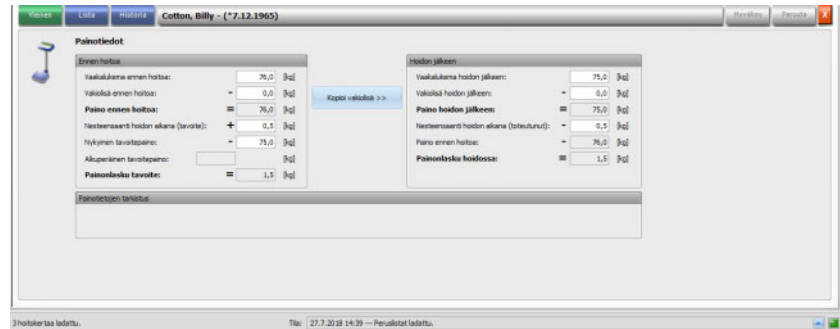 Yleinen Lista Historia Cotton, Billy - (*7.12.1965) Hyväksy Peruuta X
Painotiedot
Ennen hoitoa
Vaakalukema ennen hoitoa: 76,0 [kg]
Vakiolisä ennen hoitoa: - 0,0 [kg]
Paino ennen hoitoa: = 76,0 [kg]
Nesteensaanti hoidon aikana (tavoite): + 0,5 [kg]
Nykyinen tavoitepaino: - 75,0 [kg]
Alkuperäinen tavoitepaino: [kg]
Painonlasku tavoite: = 1,5 [kg]
Kopioi vakiolisä >>
Hoidon jälkeen
Vaakalukema hoidon jälkeen: 75,0 [kg]
Vakiolisä hoidon jälkeen: - 0,0 [kg]
Paino hoidon jälkeen: = 75,0 [kg]
Nesteensaanti hoidon aikana (toteutunut): - 0,5 [kg]
Paino ennen hoitoa: - 76,0 [kg]
Painonlasku hoidossa: = 1,5 [kg]
Painotietojen tarkistus
3 hoitokertaa ladattu. Tila: 27.7.2018 14:39 --- Peruslistat ladattu.